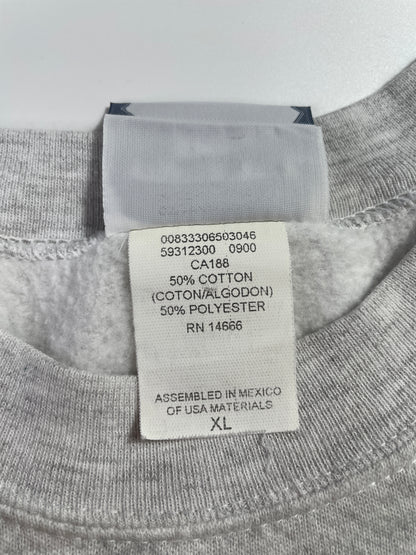 00833306503046
59312300 0900
CA188
50% COTTON
(COTON/ALGODON)
50% POLYESTER
RN 14666
ASSEMBLED IN MEXICO
OF USA MATERIALS
XL